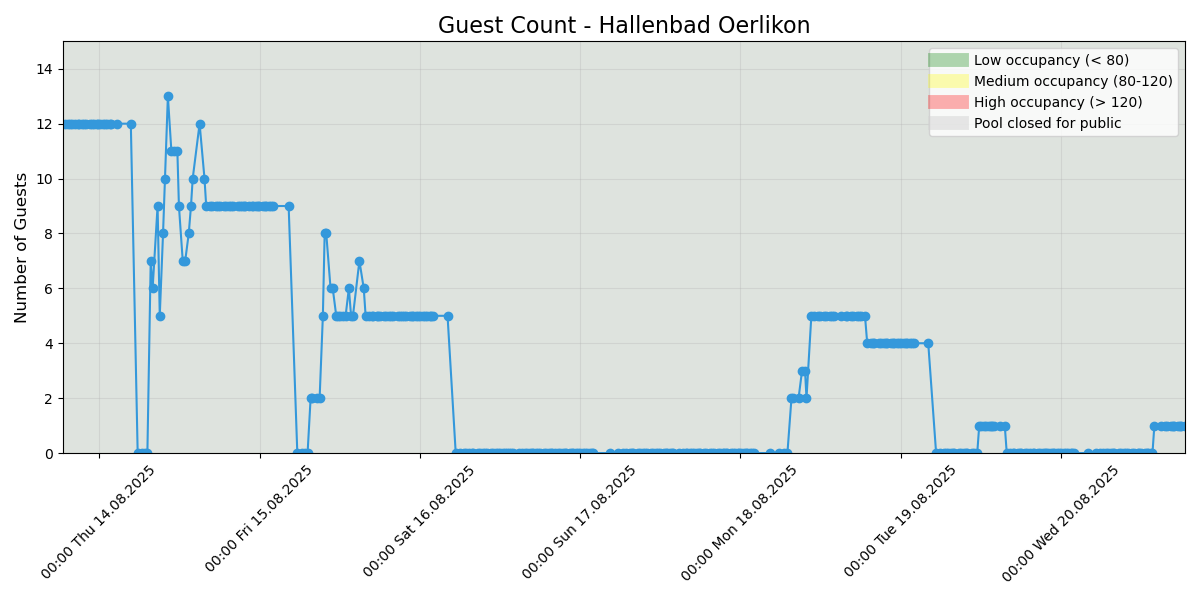 Guest Count - Hallenbad Oerlikon
Number of Guests
14
12
10
8
6
4
2
0
Low occupancy (< 80)
Medium occupancy (80-120)
High occupancy (> 120)
Pool closed for public
00:00 Thu 14.08.2025
00:00 Fri 15.08.2025
00:00 Sat 16.08.2025
00:00 Sun 17.08.2025
00:00 Mon 18.08.2025
00:00 Tue 19.08.2025
00:00 Wed 20.08.2025